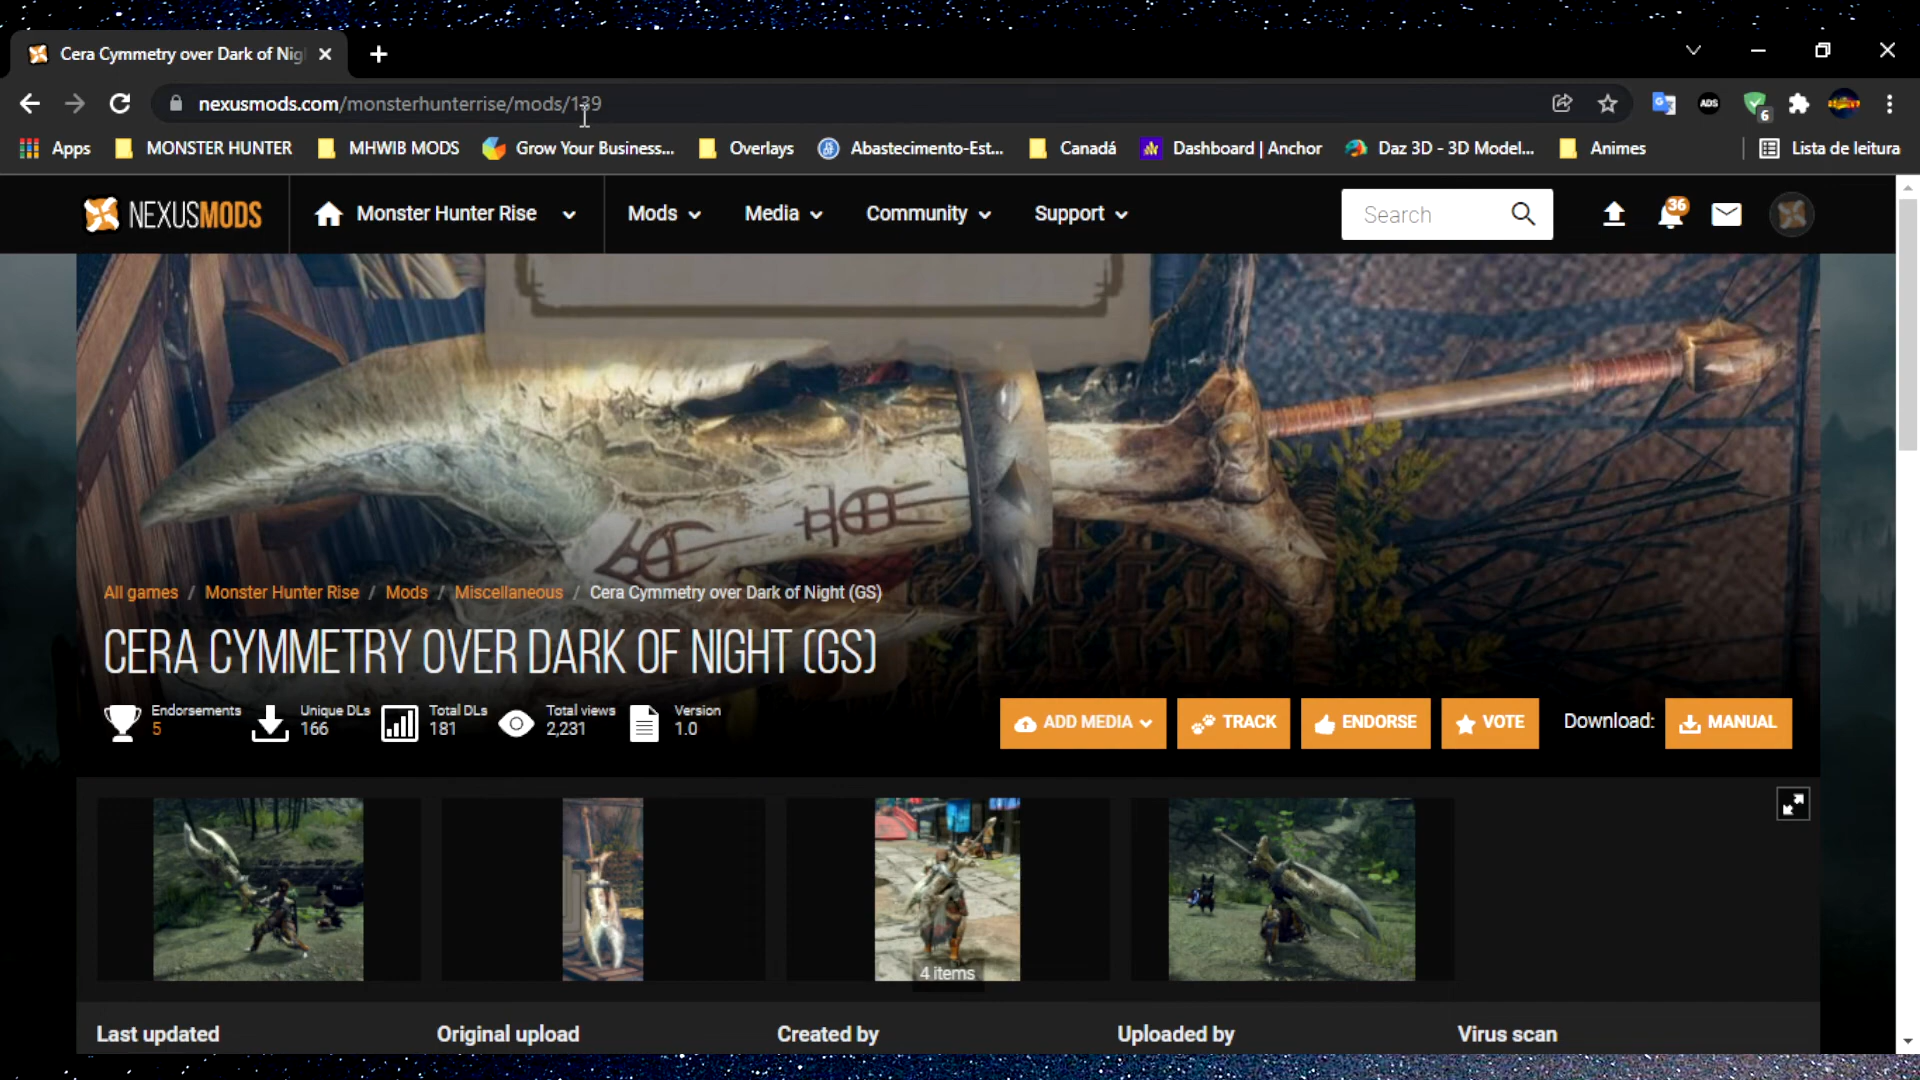 Cera Cymmetry over Dark of Nig
nexusmods.com/monsterhunterrise/mods/139
ADS
6
Apps
MONSTER HUNTER
MHWIB MODS
Grow Your Business...
Overlays
Abastecimento-Est...
Canadá
Dashboard | Anchor
Daz 3D - 3D Model...
Animes
Lista de leitura
NEXUSMODS
Monster Hunter Rise
Mods
Media
Community
Support
Search
36
All games / Monster Hunter Rise / Mods / Miscellaneous / Cera Cymmetry over Dark of Night (GS)
CERA CYMMETRY OVER DARK OF NIGHT (GS)
Endorsements
5
Unique DLs
166
Total DLs
181
Total views
2,231
Version
1.0
ADD MEDIA
TRACK
ENDORSE
VOTE
Download:
MANUAL
4 items
Last updated
Original upload
Created by
Uploaded by
Virus scan